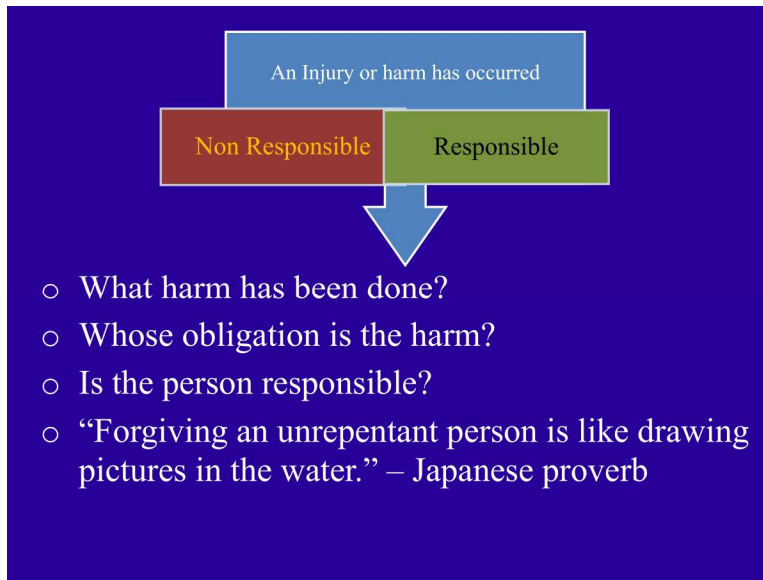 An Injury or harm has occurred
Non Responsible
Responsible
o What harm has been done?
o Whose obligation is the harm?
o Is the person responsible?
o “Forgiving an unrepentant person is like drawing
pictures in the water.” – Japanese proverb